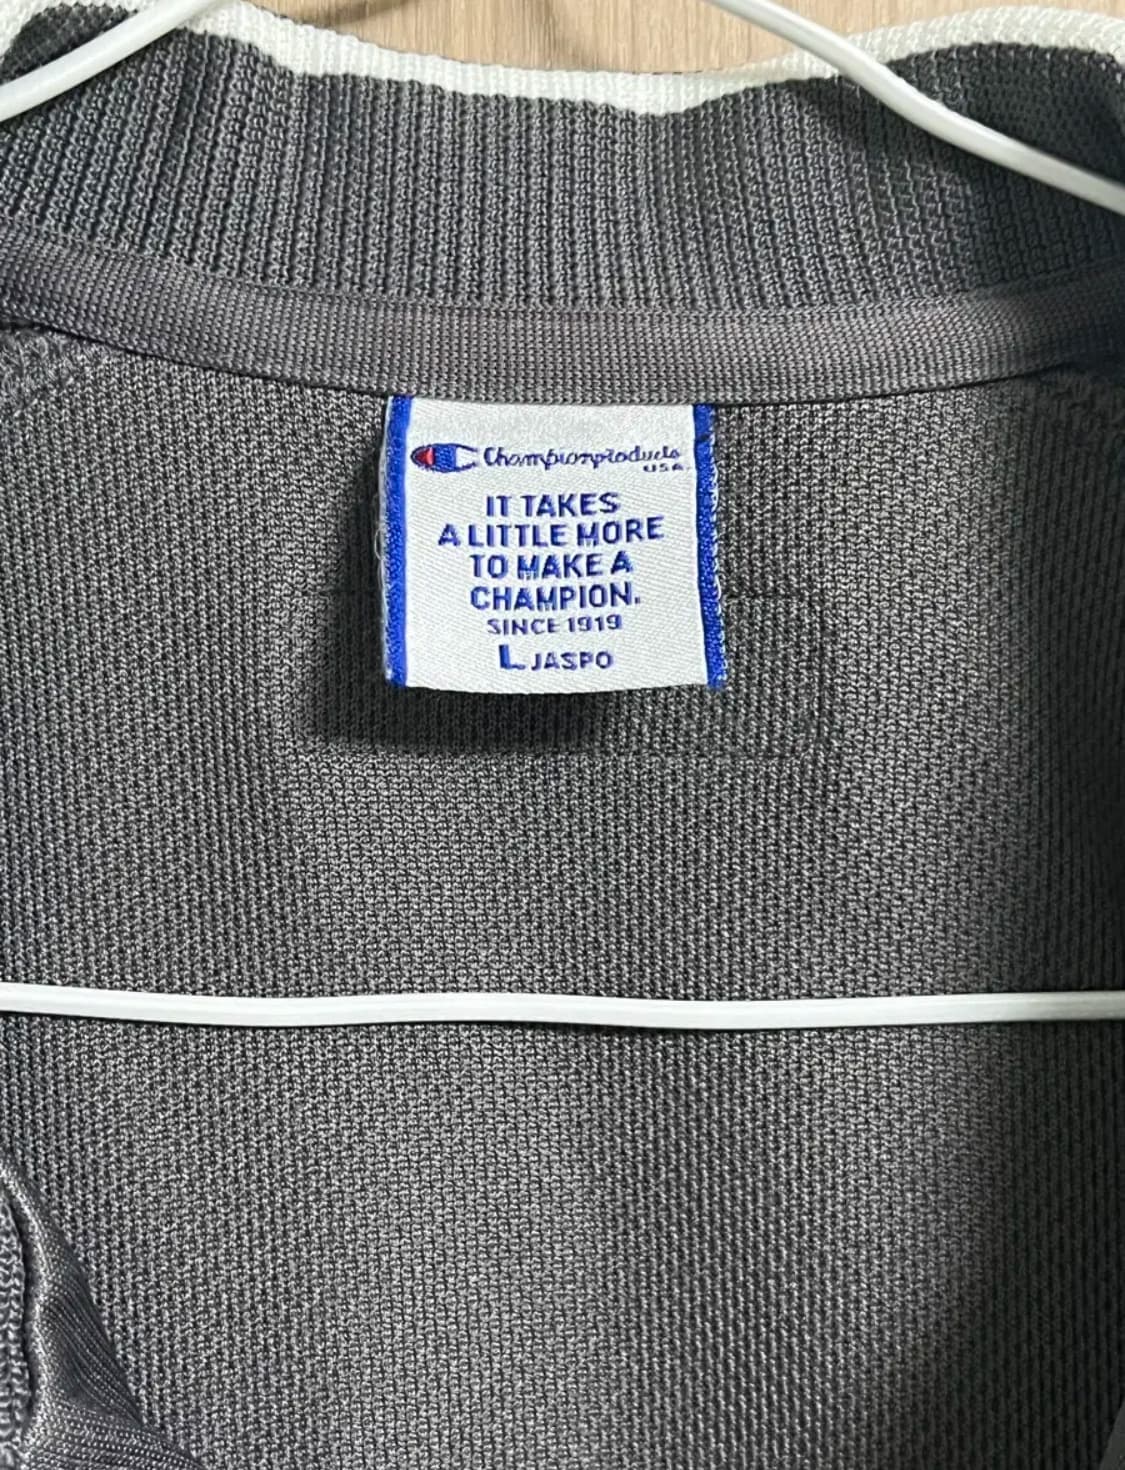 Championproducts
USA.
IT TAKES
A LITTLE MORE
TO MAKE A
CHAMPION.
SINCE 1919
L JASPO